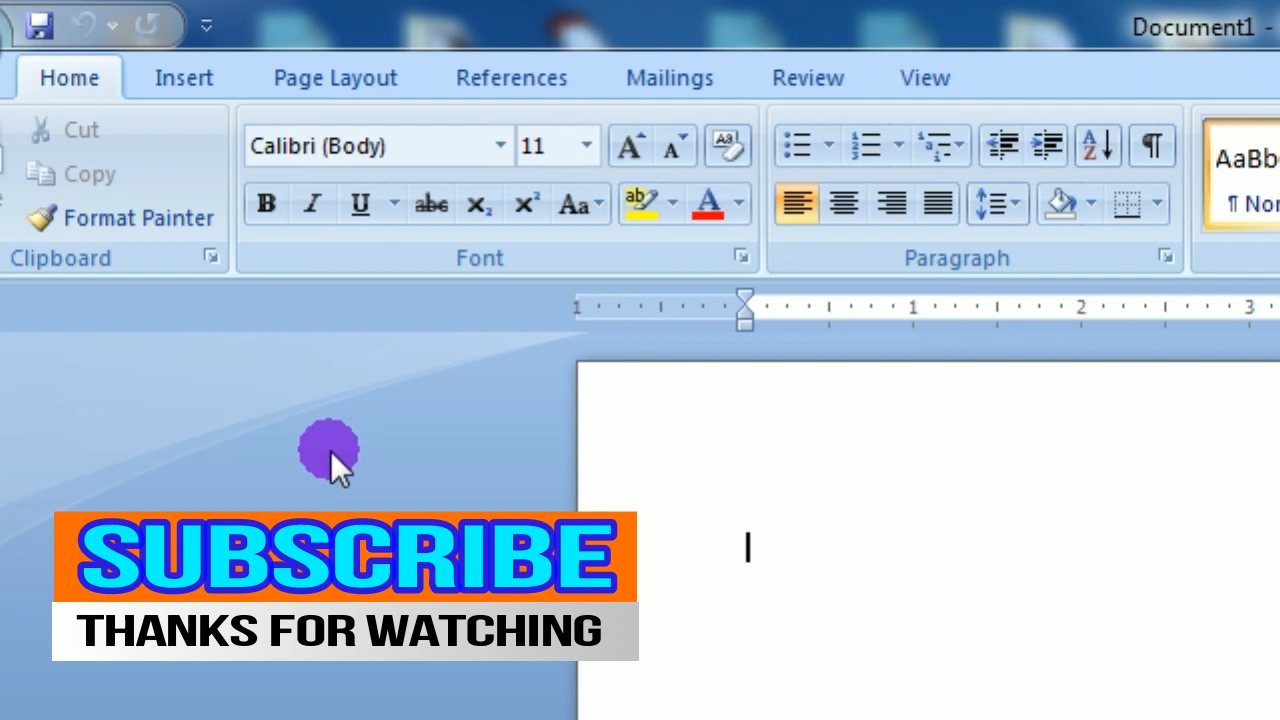 Document1 -
Home Insert Page Layout References Mailings Review View
Cut
Copy
Format Painter
Clipboard
Calibri (Body) 11
Font
Paragraph
AaBb
¶ Nor
1 1 2 3
SUBSCRIBE
THANKS FOR WATCHING